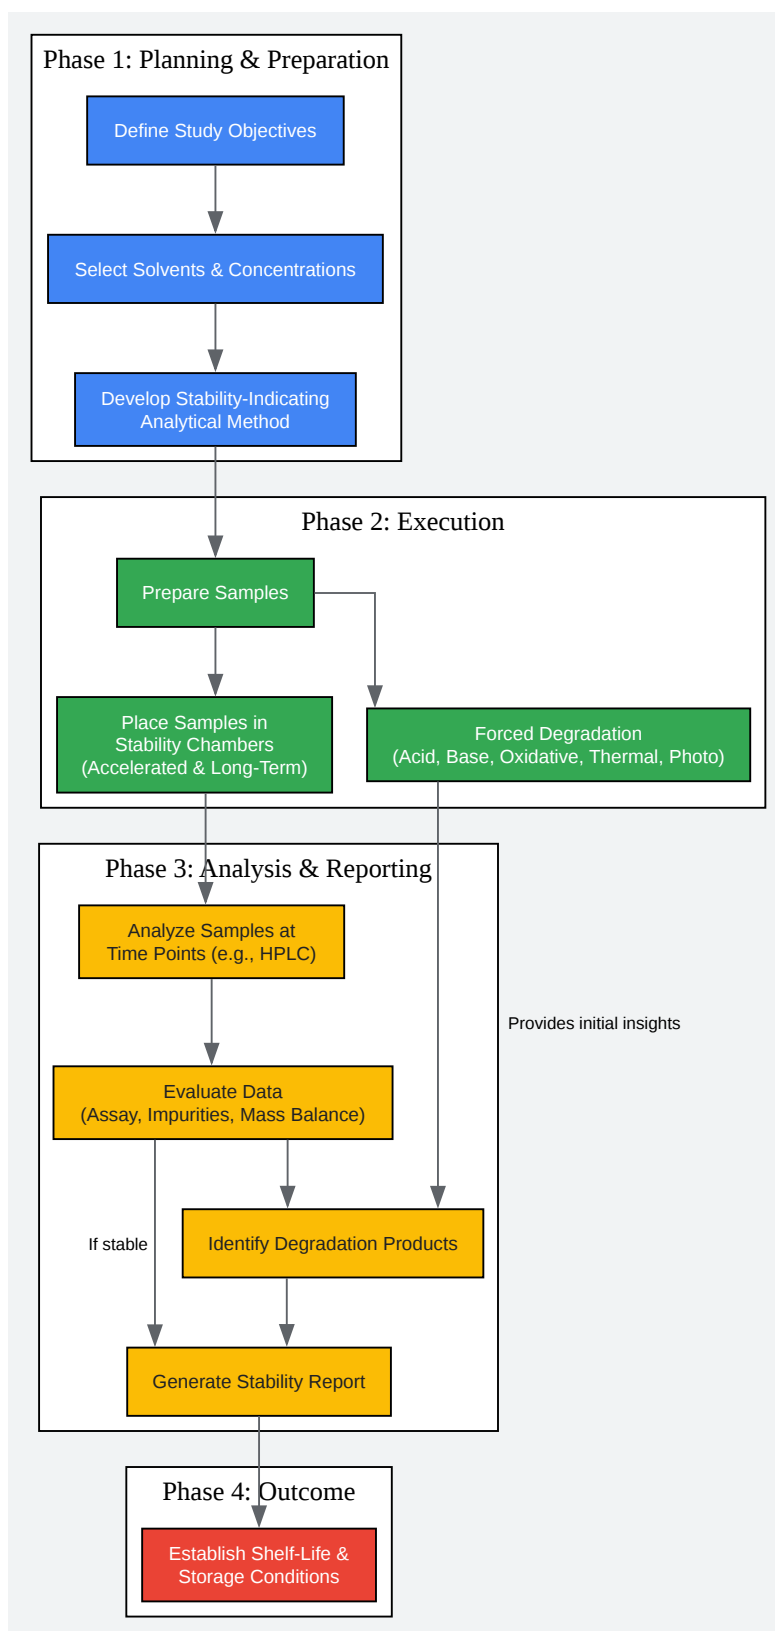 Phase 1: Planning & Preparation
Define Study Objectives
Select Solvents & Concentrations
Develop Stability-Indicating
Analytical Method
Phase 2: Execution
Prepare Samples
Place Samples in
Stability Chambers
(Accelerated & Long-Term)
Forced Degradation
(Acid, Base, Oxidative, Thermal, Photo)
Phase 3: Analysis & Reporting
Analyze Samples at
Time Points (e.g., HPLC)
Provides initial insights
Evaluate Data
(Assay, Impurities, Mass Balance)
If stable
Identify Degradation Products
Generate Stability Report
Phase 4: Outcome
Establish Shelf-Life &
Storage Conditions